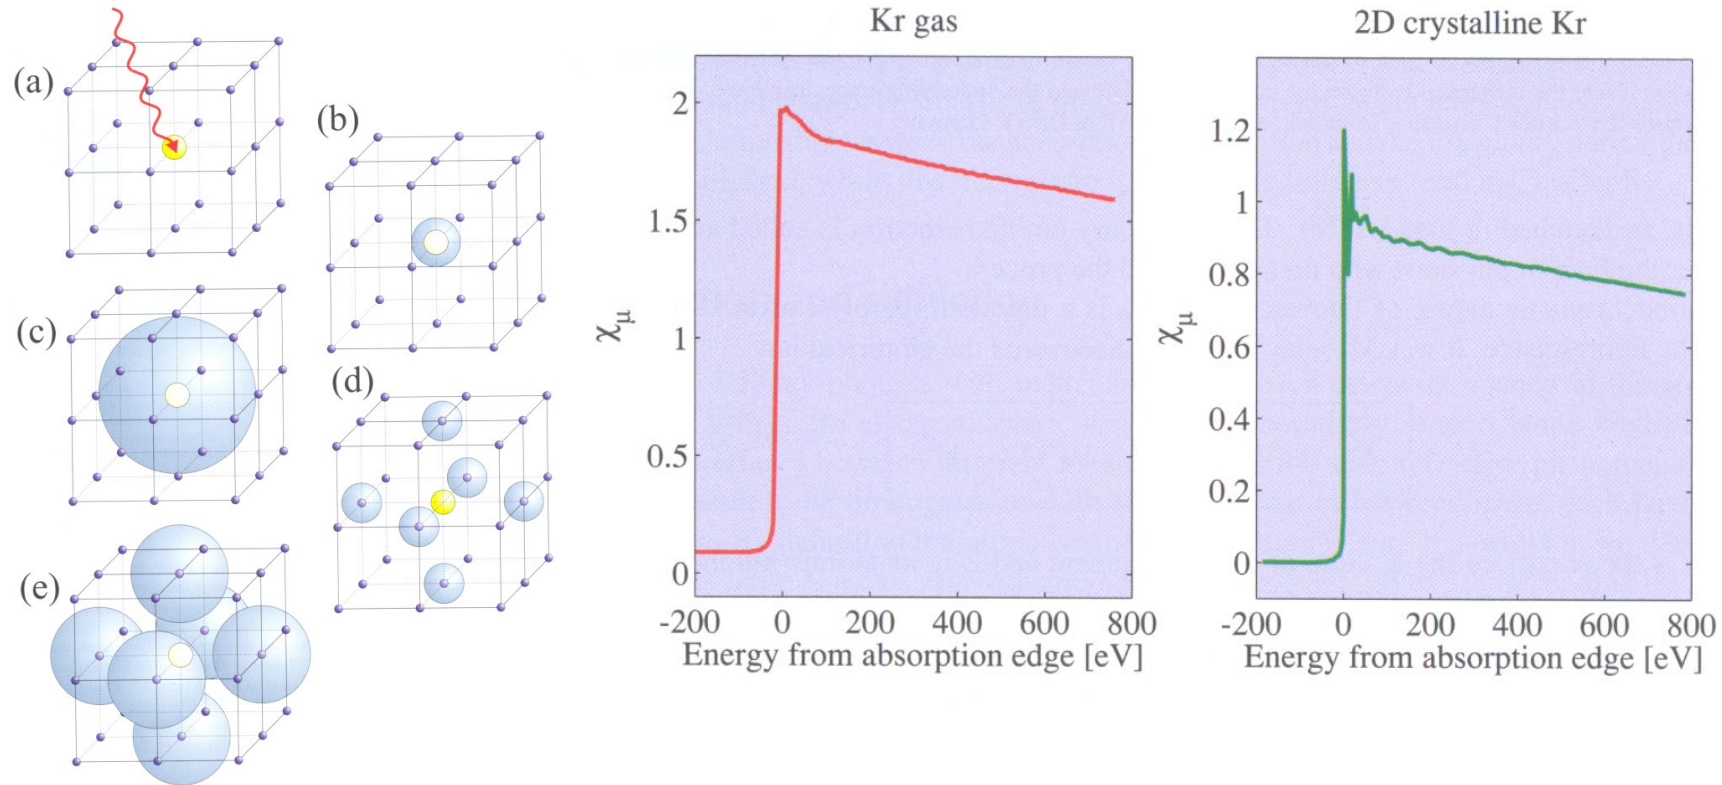 (a)
(b)
(c)
(d)
(e)
Kr gas
2
1.5
1
0.5
0
χμ
-200 0 200 400 600 800
Energy from absorption edge [eV]
2D crystalline Kr
1.2
1
0.8
0.6
0.4
0.2
0
χμ
-200 0 200 400 600 800
Energy from absorption edge [eV]